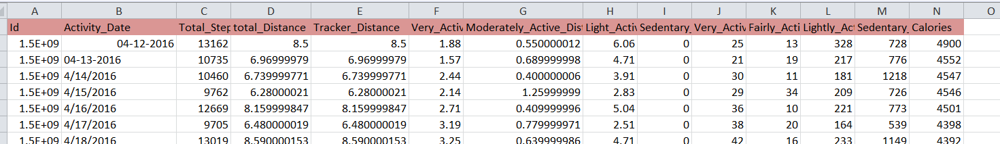 A B C D E F G H I J K L M N O
Id Activity_Date Total_Step total_Distance Tracker_Distance Very_Activ Moderately_Active_Dis Light_Activ Sedentary_ Very_Activ Fairly_Acti Lightly_Act Sedentary_ Calories
1.5E+09 04-12-2016 13162 8.5 8.5 1.88 0.550000012 6.06 0 25 13 328 728 4900
1.5E+09 04-13-2016 10735 6.96999979 6.96999979 1.57 0.689999998 4.71 0 21 19 217 776 4552
1.5E+09 4/14/2016 10460 6.739999771 6.739999771 2.44 0.400000006 3.91 0 30 11 181 1218 4547
1.5E+09 4/15/2016 9762 6.28000021 6.28000021 2.14 1.25999999 2.83 0 29 34 209 726 4546
1.5E+09 4/16/2016 12669 8.159999847 8.159999847 2.71 0.409999996 5.04 0 36 10 221 773 4501
1.5E+09 4/17/2016 9705 6.480000019 6.480000019 3.19 0.779999971 2.51 0 38 20 164 539 4398
1.5E+09 4/18/2016 13019 8.590000153 8.590000153 3.25 0.639999986 4.71 0 42 16 233 1149 4392